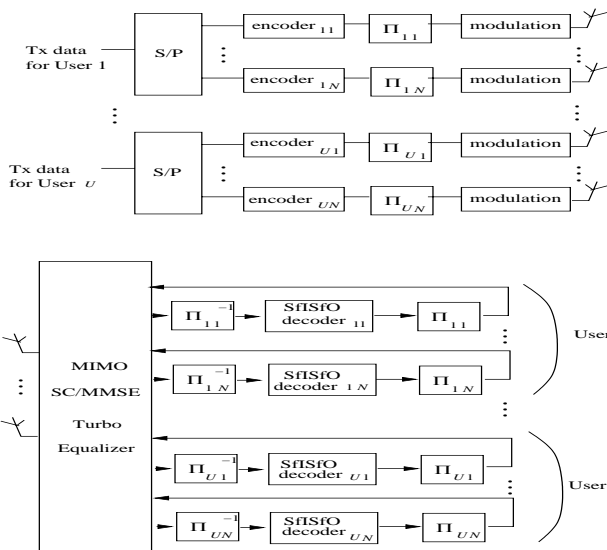 Tx data
for User 1
S/P
encoder 11
Π 11
modulation
encoder 1N
Π 1N
modulation
Tx data
for User U
S/P
encoder U1
Π U1
modulation
encoder UN
Π UN
modulation
MIMO
SC/MMSE
Turbo
Equalizer
Π 11 −1
SfISfO
decoder 11
Π 11
User
Π 1N −1
SfISfO
decoder 1N
Π 1N
Π U1 −1
SfISfO
decoder U1
Π U1
User
Π UN −1
SfISfO
decoder UN
Π UN